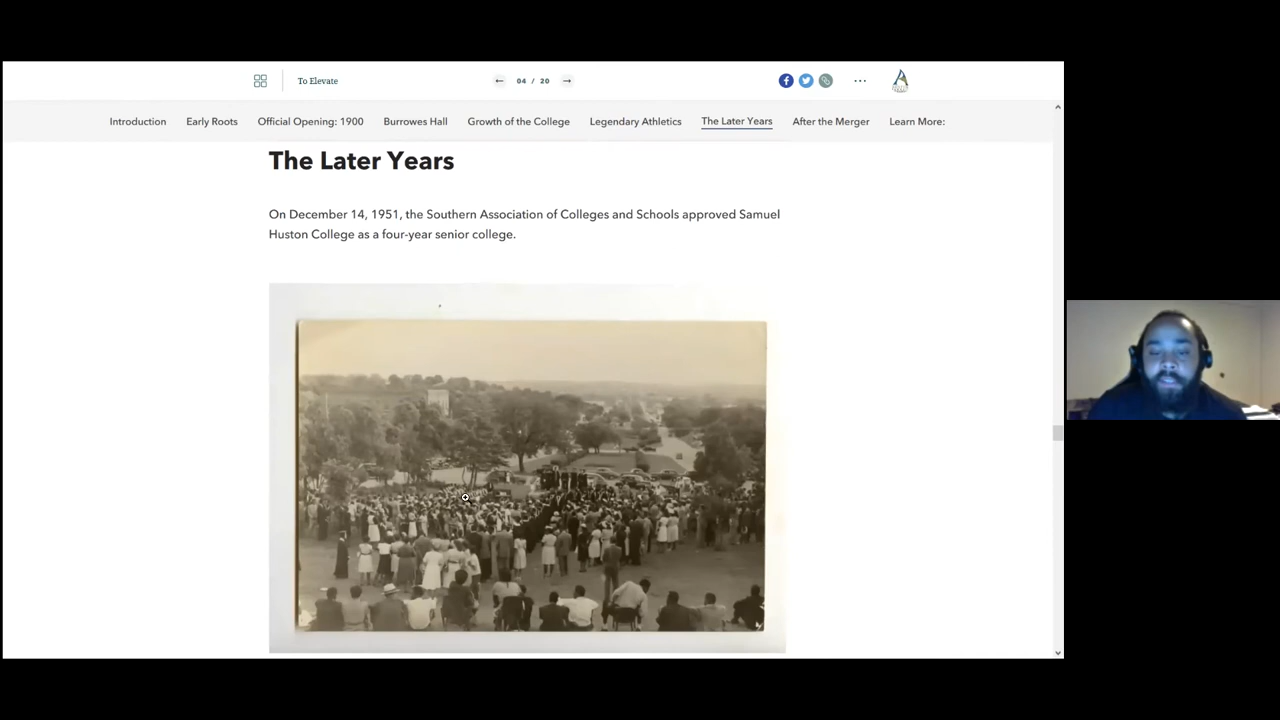 To Elevate
04 / 20
Introduction
Early Roots
Official Opening: 1900
Burrowes Hall
Growth of the College
Legendary Athletics
The Later Years
After the Merger
Learn More:
The Later Years
On December 14, 1951, the Southern Association of Colleges and Schools approved Samuel
Huston College as a four-year senior college.